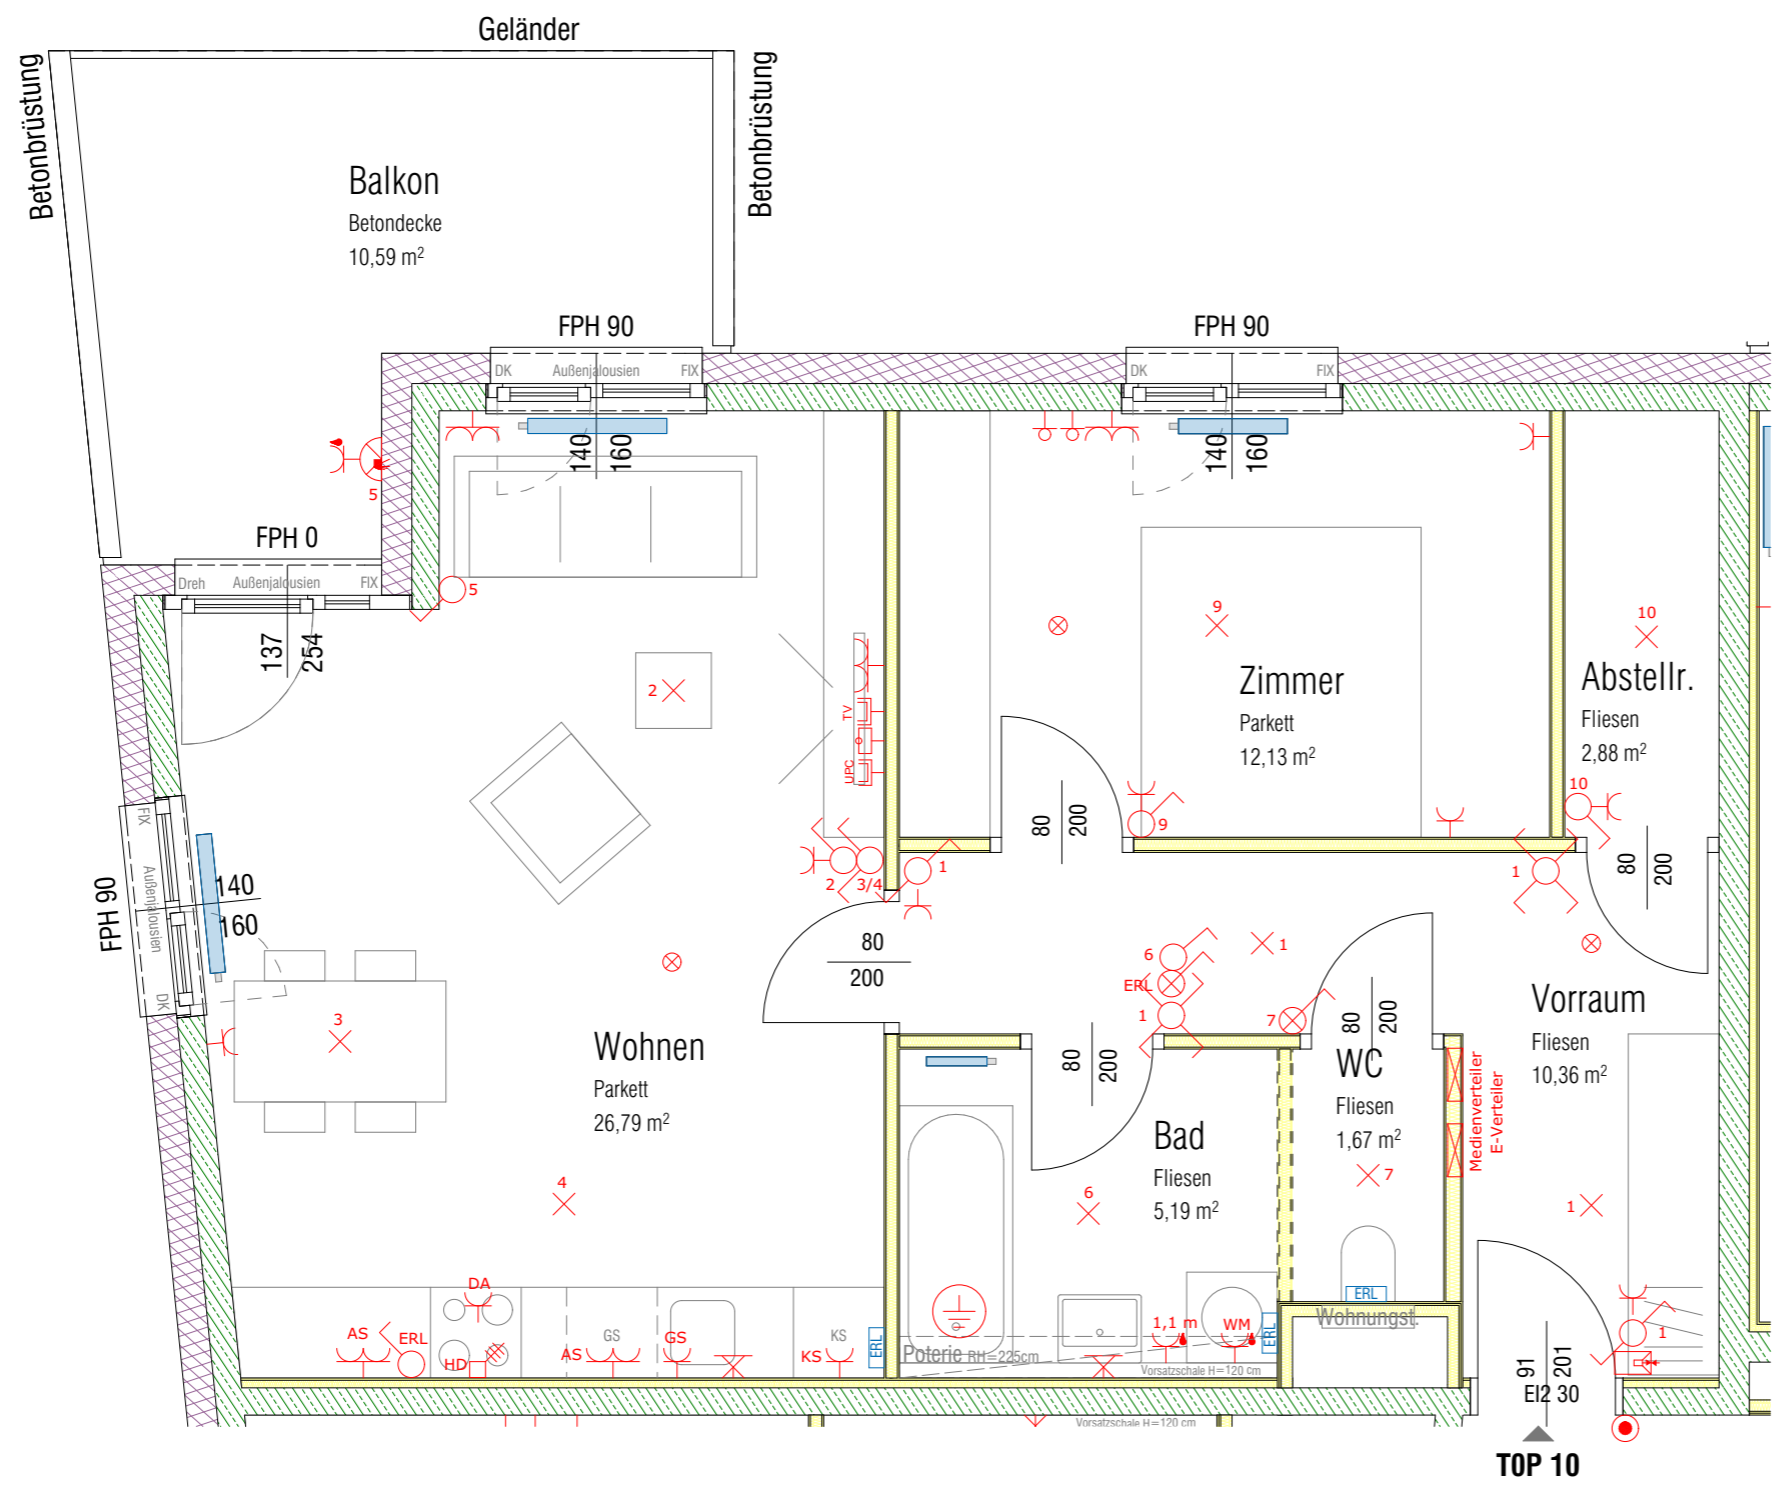 Geländer
Betonbrüstung
Betonbrüstung
Balkon
Betondecke
10,59 m²
FPH 90
FPH 90
DK
Außenjalousien
FIX
DK
FIX
140
160
140
160
5
FPH 0
Dreh
Außenjalousien
FIX
137
254
5
2
TV
UPC
9
Zimmer
Parkett
12,13 m²
10
Abstellr.
Fliesen
2,88 m²
10
80
200
9
80
200
FPH 90
FIX
Außenjalousien
DK
140
160
2
3/4
1
1
80
200
6
ERL
1
1
7
80
200
80
200
3
Wohnen
Parkett
26,79 m²
4
Vorraum
Fliesen
10,36 m²
WC
Fliesen
1,67 m²
7
Medienverteiler
E-Verteiler
Bad
Fliesen
5,19 m²
6
1
DA
AS
ERL
HD
AS
GS
GS
KS
KS
ERL
Poterie RH=225cm
1,1 m
WM
ERL
Vorsatzschale H=120 cm
ERL
Wohnungst.
1
91
201
EI2 30
Vorsatzschale H=120 cm
TOP 10